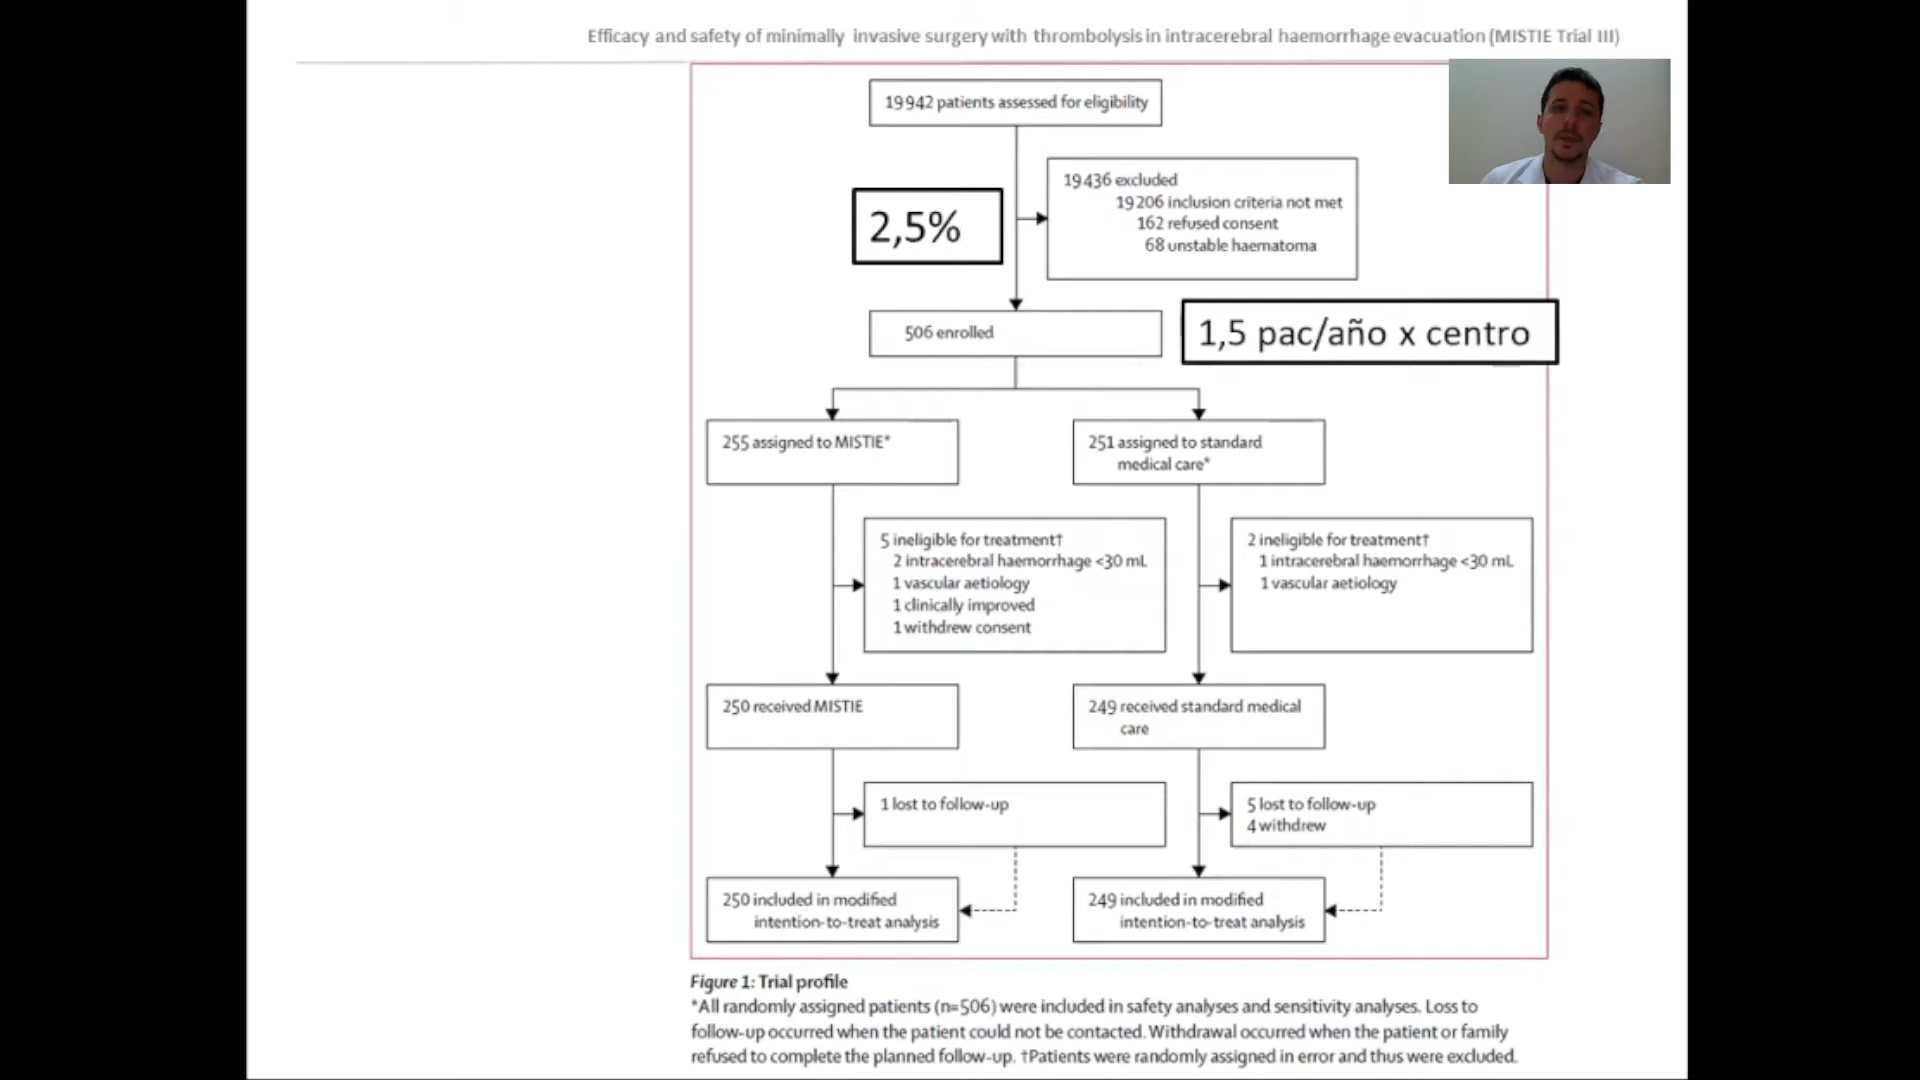 Efficacy and safety of minimally invasive surgery with thrombolysis in intracerebral haemorrhage evacuation (MISTIE Trial III)
19942 patients assessed for eligibility
19436 excluded
19206 inclusion criteria not met
162 refused consent
68 unstable haematoma
2,5%
506 enrolled
1,5 pac/año x centro
255 assigned to MISTIE*
251 assigned to standard
medical care*
5 ineligible for treatment†
2 intracerebral haemorrhage <30 mL
1 vascular aetiology
1 clinically improved
1 withdrew consent
2 ineligible for treatment†
1 intracerebral haemorrhage <30 mL
1 vascular aetiology
250 received MISTIE
249 received standard medical
care
1 lost to follow-up
5 lost to follow-up
4 withdrew
250 included in modified
intention-to-treat analysis
249 included in modified
intention-to-treat analysis
Figure 1: Trial profile
*All randomly assigned patients (n=506) were included in safety analyses and sensitivity analyses. Loss to
follow-up occurred when the patient could not be contacted. Withdrawal occurred when the patient or family
refused to complete the planned follow-up. †Patients were randomly assigned in error and thus were excluded.